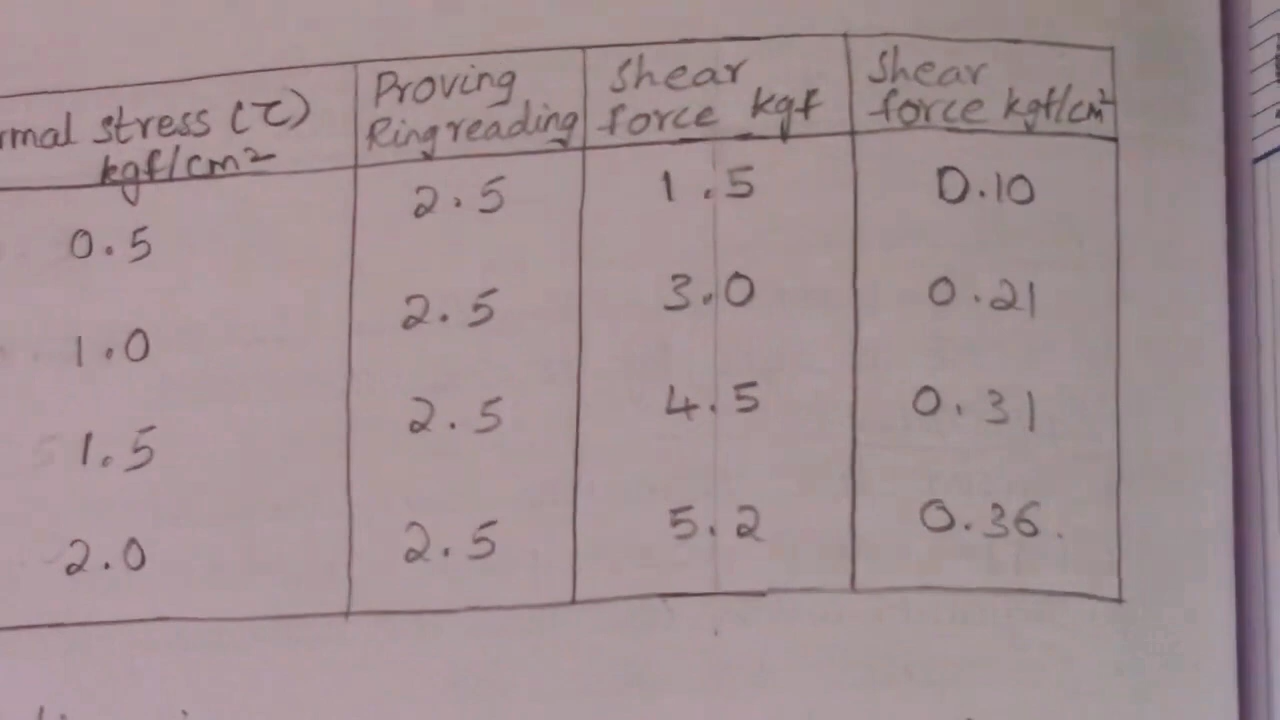 rmal stress (τ) kgf/cm²
Proving Ring reading
Shear force kgf
Shear force kgf/cm²
0.5 2.5 1.5 0.10
1.0 2.5 3.0 0.21
1.5 2.5 4.5 0.31
2.0 2.5 5.2 0.36.